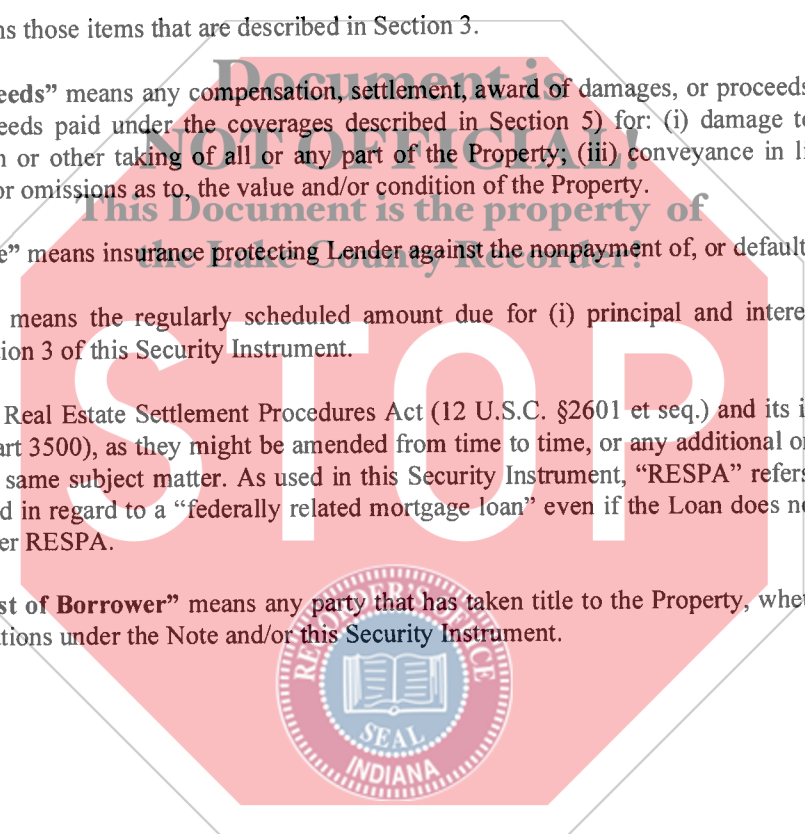 ns those items that are described in Section 3.
Document is
eeds” means any compensation, settlement, award of damages, or proceeds
eeds paid under the coverages described in Section 5) for: (i) damage to
NOT OFFICIAL!
n or other taking of all or any part of the Property; (iii) conveyance in li
or omissions as to, the value and/or condition of the Property.
This Document is the property of
e” means insurance protecting Lender against the nonpayment of, or default
the Lake County Recorder!
means the regularly scheduled amount due for (i) principal and intere
tion 3 of this Security Instrument.
STOP
Real Estate Settlement Procedures Act (12 U.S.C. §2601 et seq.) and its i
art 3500), as they might be amended from time to time, or any additional or
same subject matter. As used in this Security Instrument, “RESPA” refers
d in regard to a “federally related mortgage loan” even if the Loan does no
er RESPA.
st of Borrower” means any party that has taken title to the Property, whet
tions under the Note and/or this Security Instrument.
RECORDER'S OFFICE
SEAL
INDIANA